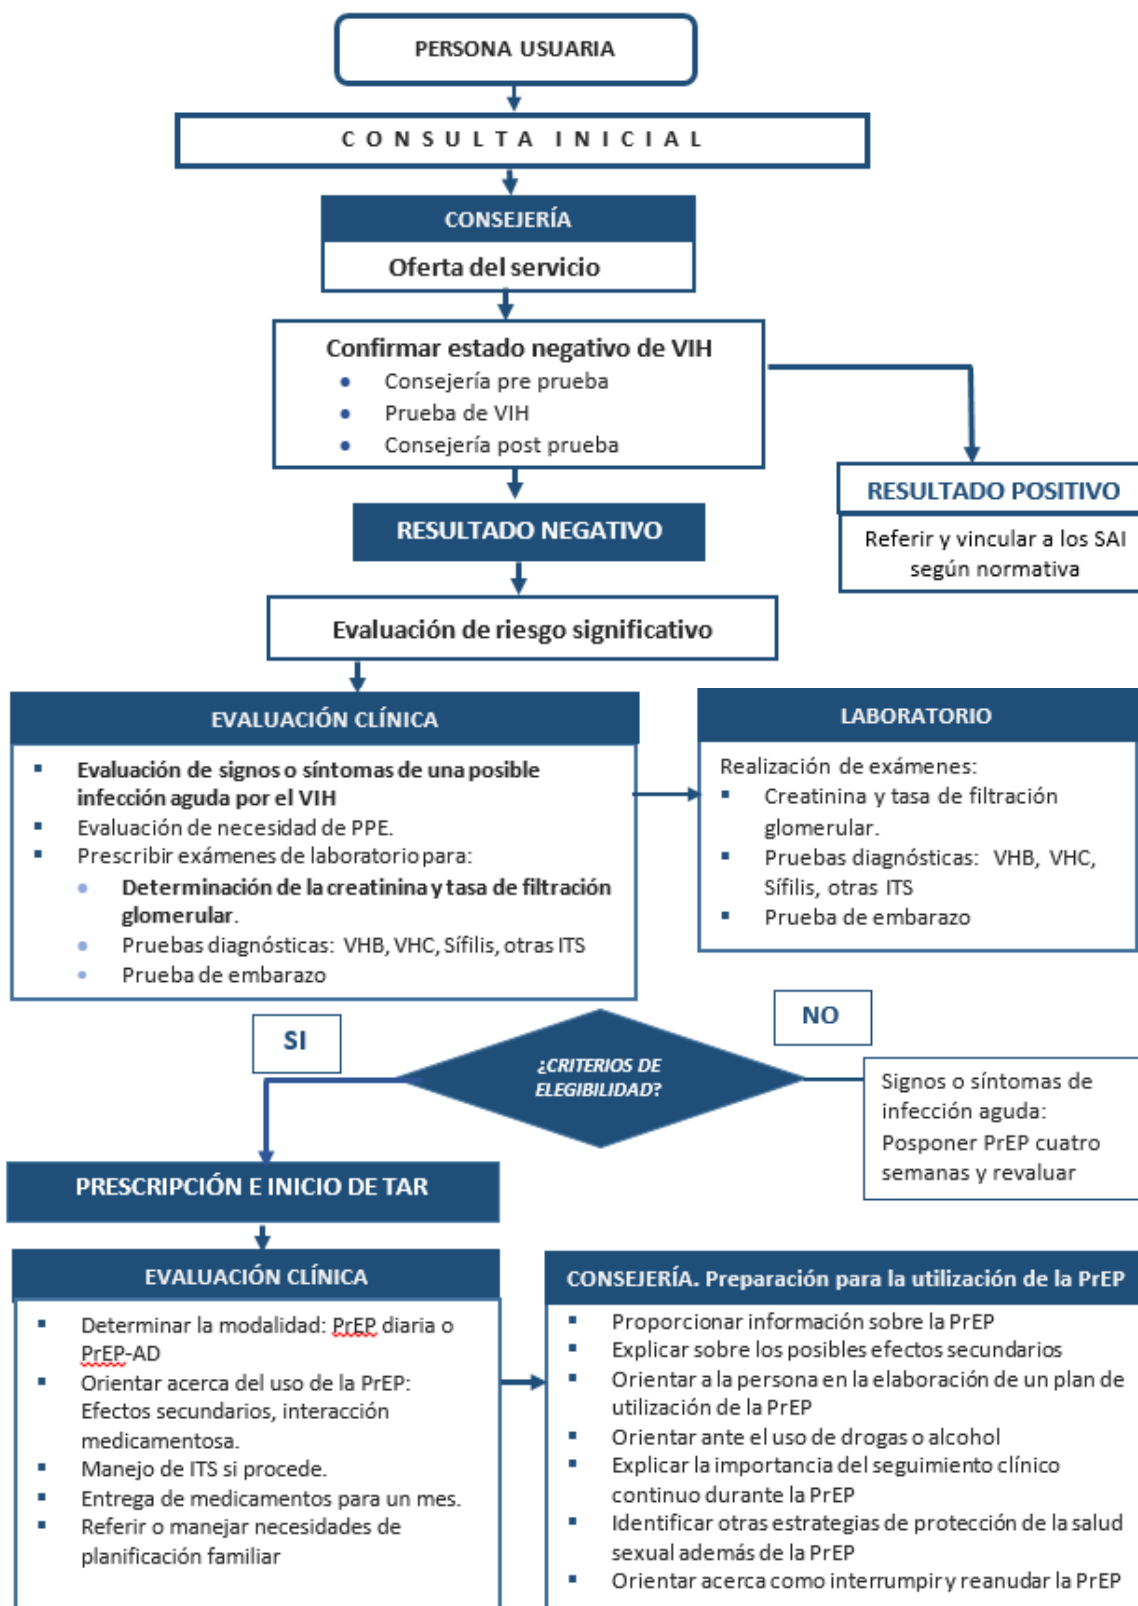 PERSONA USUARIA
CONSULTA INICIAL
CONSEJERÍA
Oferta del servicio
Confirmar estado negativo de VIH
● Consejería pre prueba
● Prueba de VIH
● Consejería post prueba
RESULTADO POSITIVO
Referir y vincular a los SAI
según normativa
RESULTADO NEGATIVO
Evaluación de riesgo significativo
EVALUACIÓN CLÍNICA
▪ Evaluación de signos o síntomas de una posible
infección aguda por el VIH
▪ Evaluación de necesidad de PPE.
▪ Prescribir exámenes de laboratorio para:
● Determinación de la creatinina y tasa de filtración
glomerular.
● Pruebas diagnósticas: VHB, VHC, Sífilis, otras ITS
● Prueba de embarazo
LABORATORIO
Realización de exámenes:
▪ Creatinina y tasa de filtración
glomerular.
▪ Pruebas diagnósticas: VHB, VHC,
Sífilis, otras ITS
▪ Prueba de embarazo
SI
¿CRITERIOS DE
ELEGIBILIDAD?
NO
Signos o síntomas de
infección aguda:
Posponer PrEP cuatro
semanas y revaluar
PRESCRIPCIÓN E INICIO DE TAR
EVALUACIÓN CLÍNICA
▪ Determinar la modalidad: PrEP diaria o
PrEP-AD
▪ Orientar acerca del uso de la PrEP:
Efectos secundarios, interacción
medicamentosa.
▪ Manejo de ITS si procede.
▪ Entrega de medicamentos para un mes.
▪ Referir o manejar necesidades de
planificación familiar
CONSEJERÍA. Preparación para la utilización de la PrEP
▪ Proporcionar información sobre la PrEP
▪ Explicar sobre los posibles efectos secundarios
▪ Orientar a la persona en la elaboración de un plan de
utilización de la PrEP
▪ Orientar ante el uso de drogas o alcohol
▪ Explicar la importancia del seguimiento clínico
continuo durante la PrEP
▪ Identificar otras estrategias de protección de la salud
sexual además de la PrEP
▪ Orientar acerca como interrumpir y reanudar la PrEP